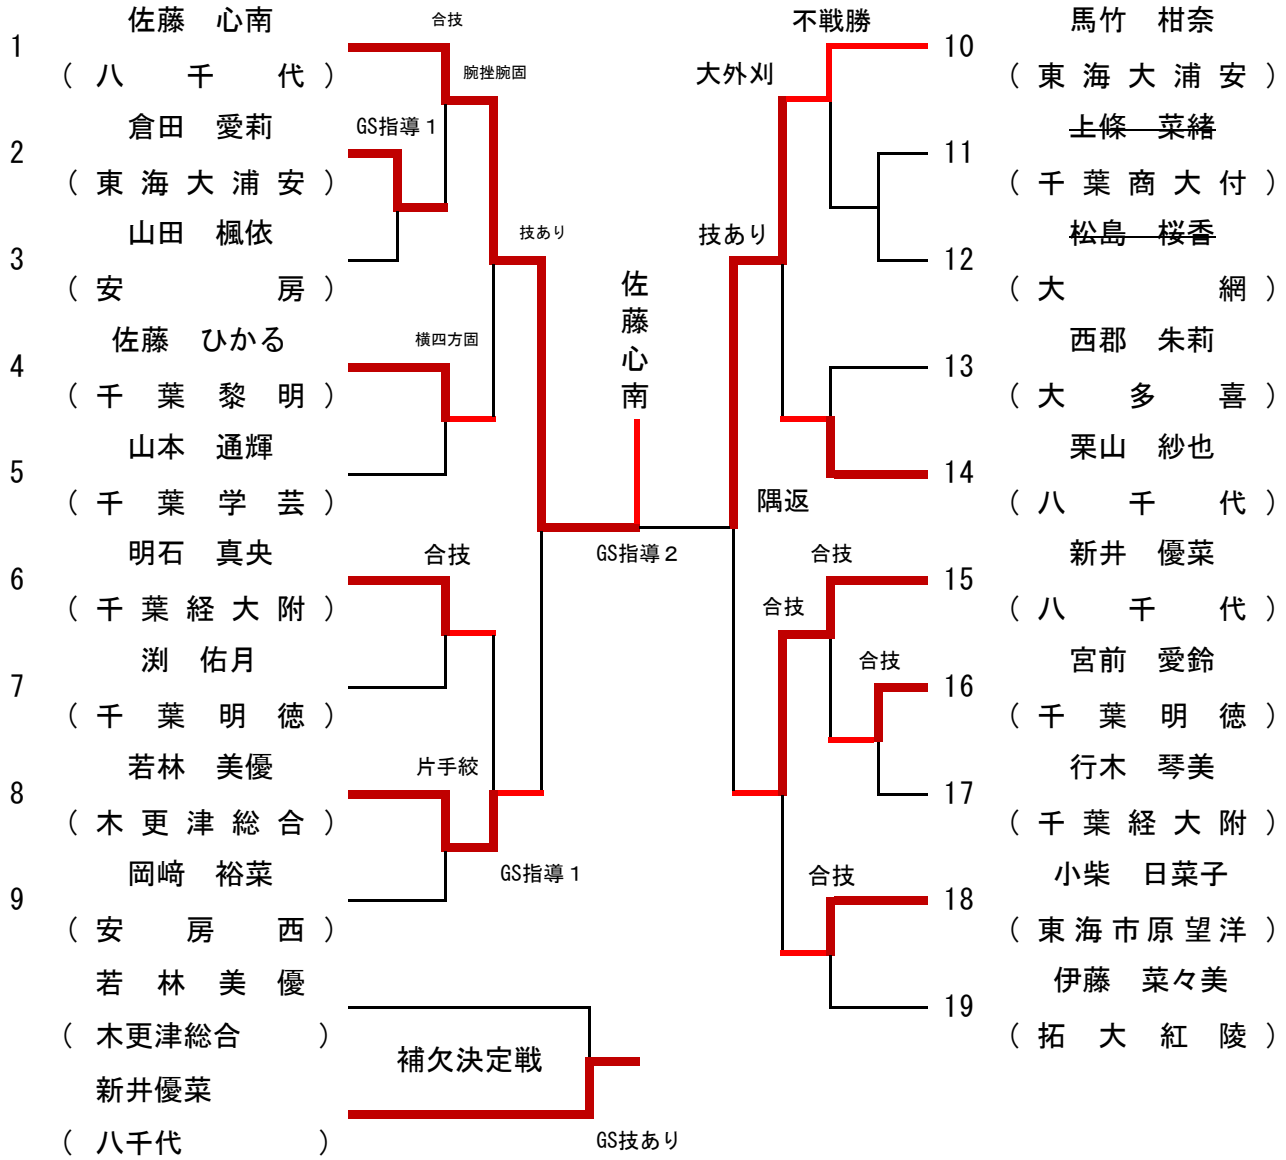 佐藤　心南
1
（ 八　千　代 ）
倉田　愛莉
2
（ 東 海 大 浦 安 ）
山田　楓依
3
（ 安　　　房 ）
佐藤　ひかる
4
（ 千 葉 黎 明 ）
山本　通輝
5
（ 千 葉 学 芸 ）
明石　真央
6
（ 千 葉 経 大 附 ）
渕　佑月
7
（ 千 葉 明 徳 ）
若林　美優
8
（ 木 更 津 総 合 ）
岡﨑　裕菜
9
（ 安　房　西 ）
若 林 美 優
（ 木更津総合 ）
新井優菜
（ 八千代 ）
合技
腕挫腕固
GS指導１
技あり
横四方固
合技
片手絞
GS指導１
補欠決定戦
GS技あり
佐藤心南
GS指導２
不戦勝
大外刈
技あり
隅返
合技
合技
合技
合技
馬竹　柑奈
10
（ 東 海 大 浦 安 ）
上條　菜緒
11
（ 千 葉 商 大 付 ）
松島　桜香
12
（ 大　　　網 ）
西郡　朱莉
13
（ 大　多　喜 ）
栗山　紗也
14
（ 八　千　代 ）
新井　優菜
15
（ 八　千　代 ）
宮前　愛鈴
16
（ 千 葉 明 徳 ）
行木　琴美
17
（ 千 葉 経 大 附 ）
小柴　日菜子
18
（ 東 海 市 原 望 洋 ）
伊藤　菜々美
19
（ 拓 大 紅 陵 ）